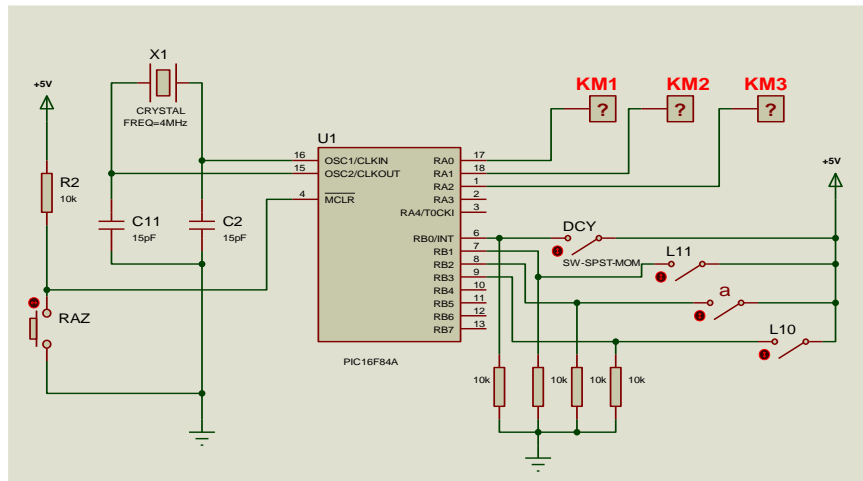 X1
+5V
CRYSTAL
FREQ=4MHz
KM1
KM2
KM3
?
?
?
U1
+5V
16
OSC1/CLKIN
RA0
17
15
OSC2/CLKOUT
RA1
18
RA2
1
R2
10k
4
MCLR
RA3
2
RA4/T0CKI
3
C11
15pF
C2
15pF
RB0/INT
6
DCY
SW-SPST-MOM
RB1
7
RB2
8
L11
RB3
9
RB4
10
a
RB5
11
RB6
12
RB7
13
RAZ
L10
PIC16F84A
10k
10k
10k
10k